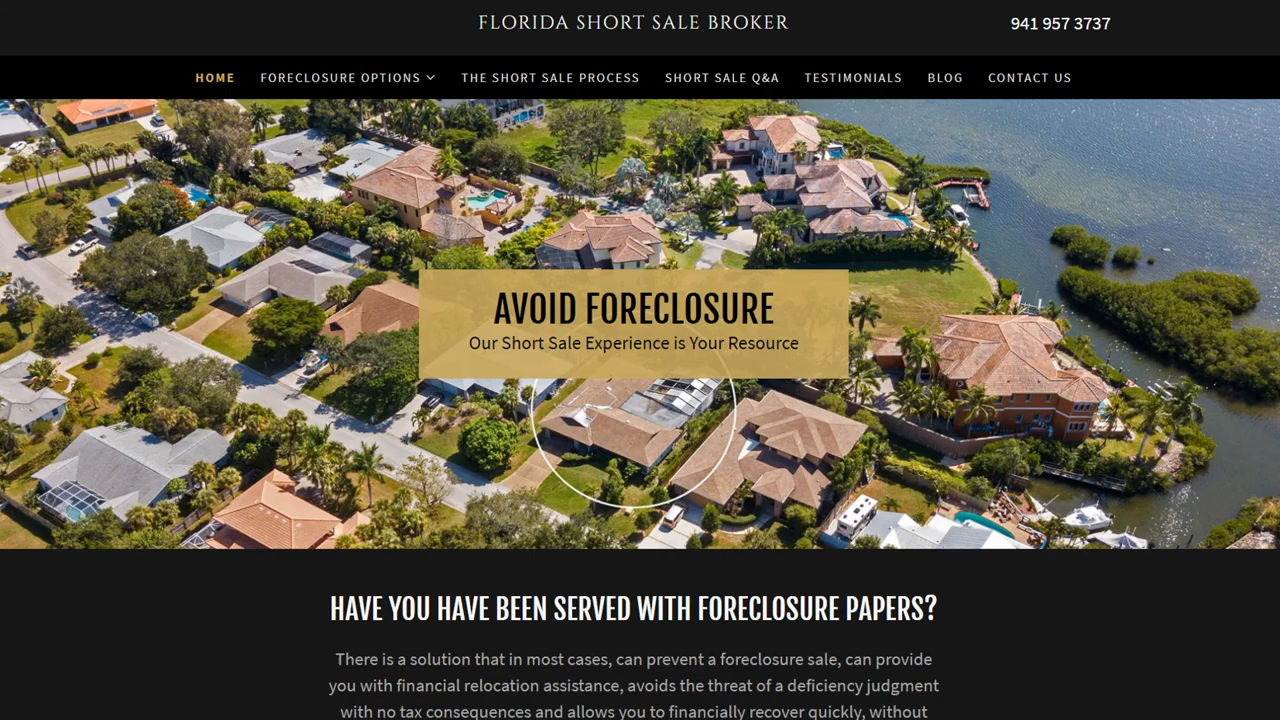 FLORIDA SHORT SALE BROKER
941 957 3737
HOME FORECLOSURE OPTIONS THE SHORT SALE PROCESS SHORT SALE Q&A TESTIMONIALS BLOG CONTACT US
AVOID FORECLOSURE
Our Short Sale Experience is Your Resource
HAVE YOU HAVE BEEN SERVED WITH FORECLOSURE PAPERS?
There is a solution that in most cases, can prevent a foreclosure sale, can provide
you with financial relocation assistance, avoids the threat of a deficiency judgment
with no tax consequences and allows you to financially recover quickly, without